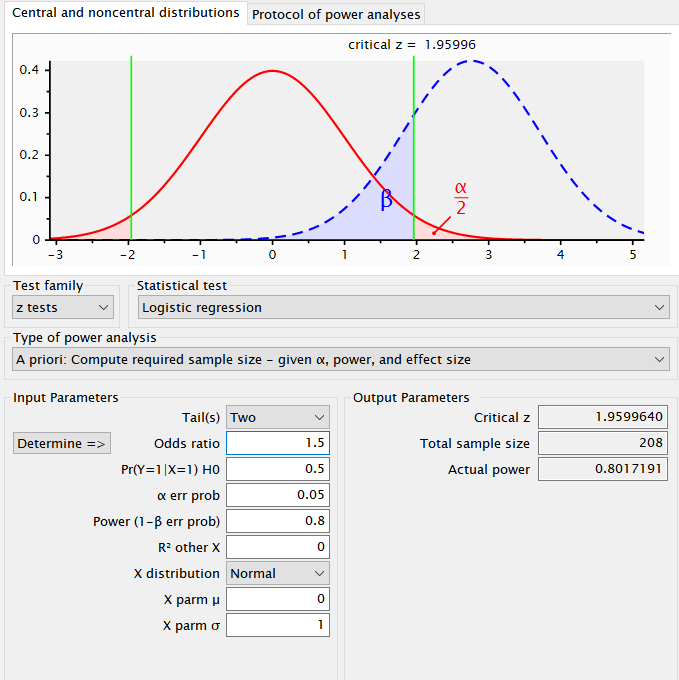 Central and noncentral distributions Protocol of power analyses
critical z = 1.95996
0.4
0.3
0.2
0.1
0
β
α
2
−3 −2 −1 0 1 2 3 4 5
Test family Statistical test
z tests Logistic regression
Type of power analysis
A priori: Compute required sample size – given α, power, and effect size
Input Parameters Output Parameters
Tail(s) Two Critical z 1.9599640
Determine => Odds ratio 1.5 Total sample size 208
Pr(Y=1|X=1) H0 0.5 Actual power 0.8017191
α err prob 0.05
Power (1-β err prob) 0.8
R² other X 0
X distribution Normal
X parm μ 0
X parm σ 1